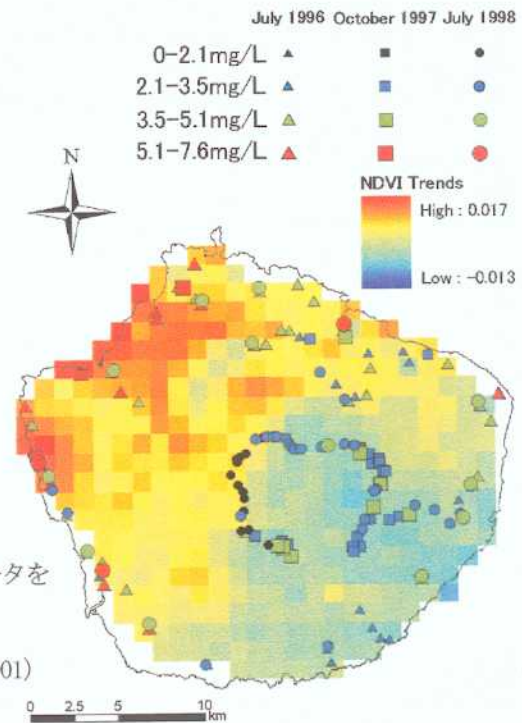 July 1996 October 1997 July 1998
0-2.1mg/L
2.1-3.5mg/L
3.5-5.1mg/L
5.1-7.6mg/L
N
NDVI Trends
High : 0.017
Low : -0.013
タを
01)
0 2.5 5 10
km